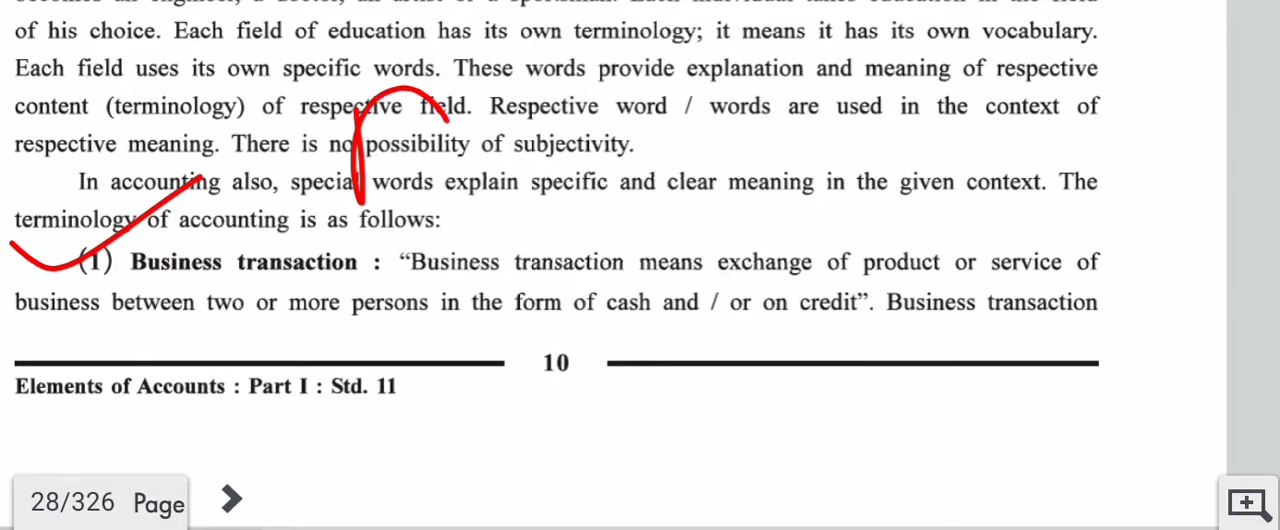 of his choice. Each field of education has its own terminology; it means it has its own vocabulary.
Each field uses its own specific words. These words provide explanation and meaning of respective
content (terminology) of respective field. Respective word / words are used in the context of
respective meaning. There is no possibility of subjectivity.
In accounting also, special words explain specific and clear meaning in the given context. The
terminology of accounting is as follows:
(1) Business transaction : “Business transaction means exchange of product or service of
business between two or more persons in the form of cash and / or on credit”. Business transaction
10
Elements of Accounts : Part I : Std. 11
28/326 Page